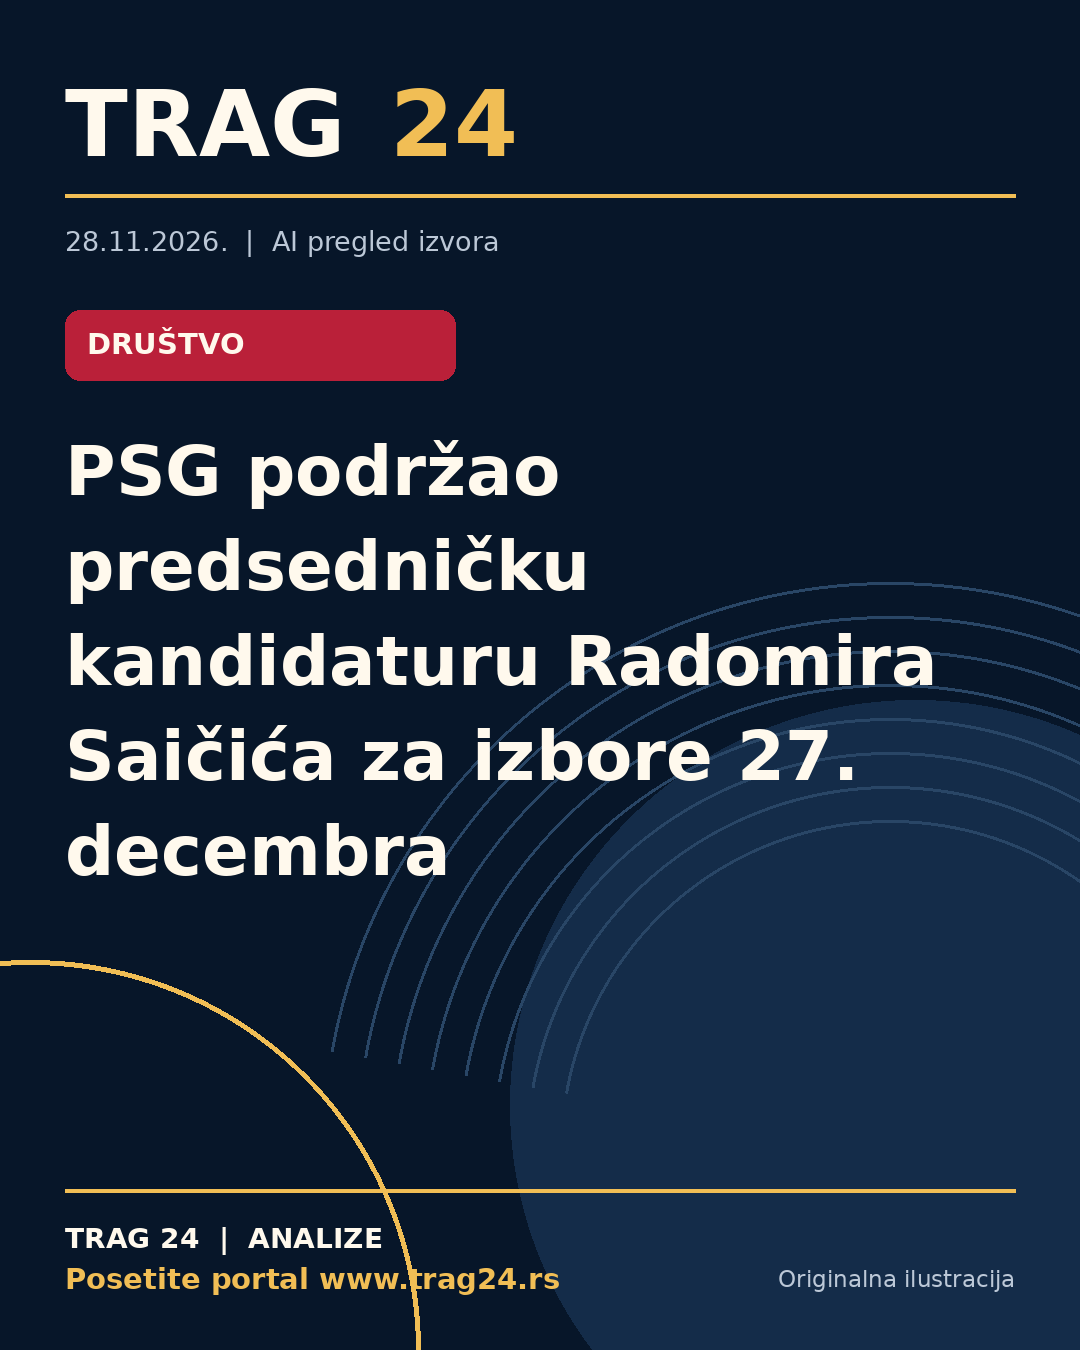 TRAG 24
28.11.2026. | AI pregled izvora
DRUŠTVO
PSG podržao
predsedničku
kandidaturu Radomira
Saičića za izbore 27.
decembra
TRAG 24 | ANALIZE
Posetite portal www.trag24.rs
Originalna ilustracija